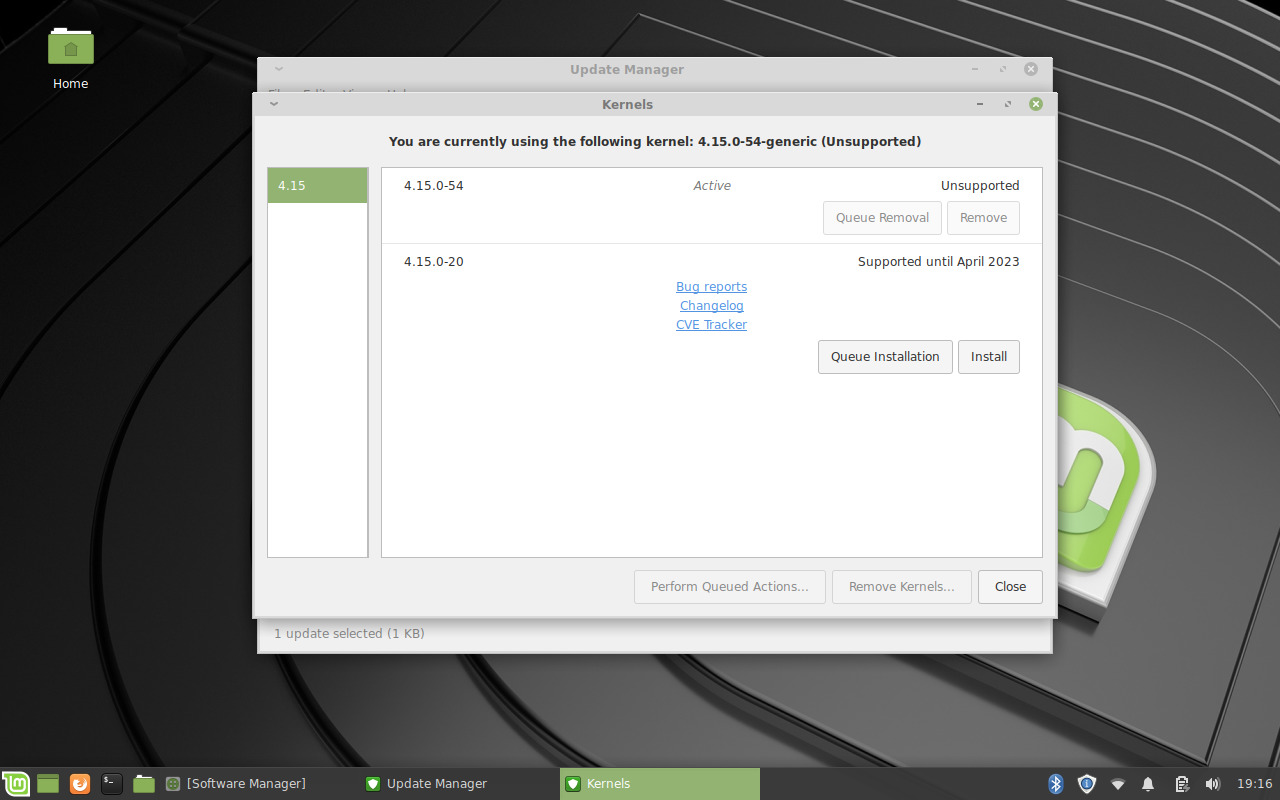 Home
Update Manager
Kernels
You are currently using the following kernel: 4.15.0-54-generic (Unsupported)
4.15
4.15.0-54 Active Unsupported
Queue Removal Remove
4.15.0-20 Supported until April 2023
Bug reports
Changelog
CVE Tracker
Queue Installation Install
Perform Queued Actions... Remove Kernels... Close
1 update selected (1 KB)
[Software Manager] Update Manager Kernels 19:16